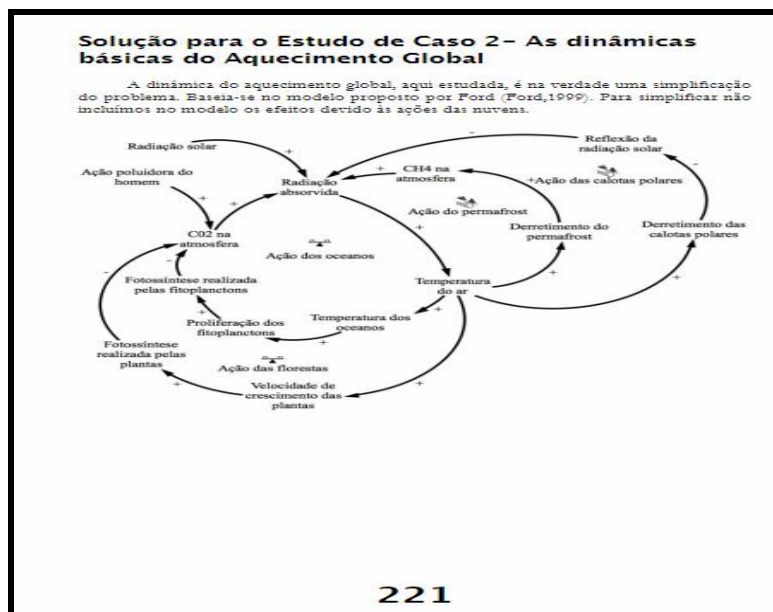 Solução para o Estudo de Caso 2– As dinâmicas
básicas do Aquecimento Global
A dinâmica do aquecimento global, aqui estudada, é na verdade uma simplificação
do problema. Baseia-se no modelo proposto por Ford (Ford,1999). Para simplificar não
incluímos no modelo os efeitos devido às ações das nuvens.
Radiação solar
+
-
Reflexão da
radiação solar
Ação poluidora do
homem
+
Radiação
absorvida
+
CH4 na
atmosfera
+
Ação das calotas polares
-
+
Ação do permafrost
C02 na
atmosfera
Ação dos oceanos
+
Derretimento do
permafrost
Derretimento das
calotas polares
-
-
Fotossíntese realizada
pelas fitoplanctons
Temperatura
do ar
+
+
+
Proliferação dos
fitoplanctons
Temperatura dos
oceanos
+
+
Fotossíntese
realizada pelas
plantas
Ação das florestas
+
Velocidade de
crescimento das
plantas
+
221